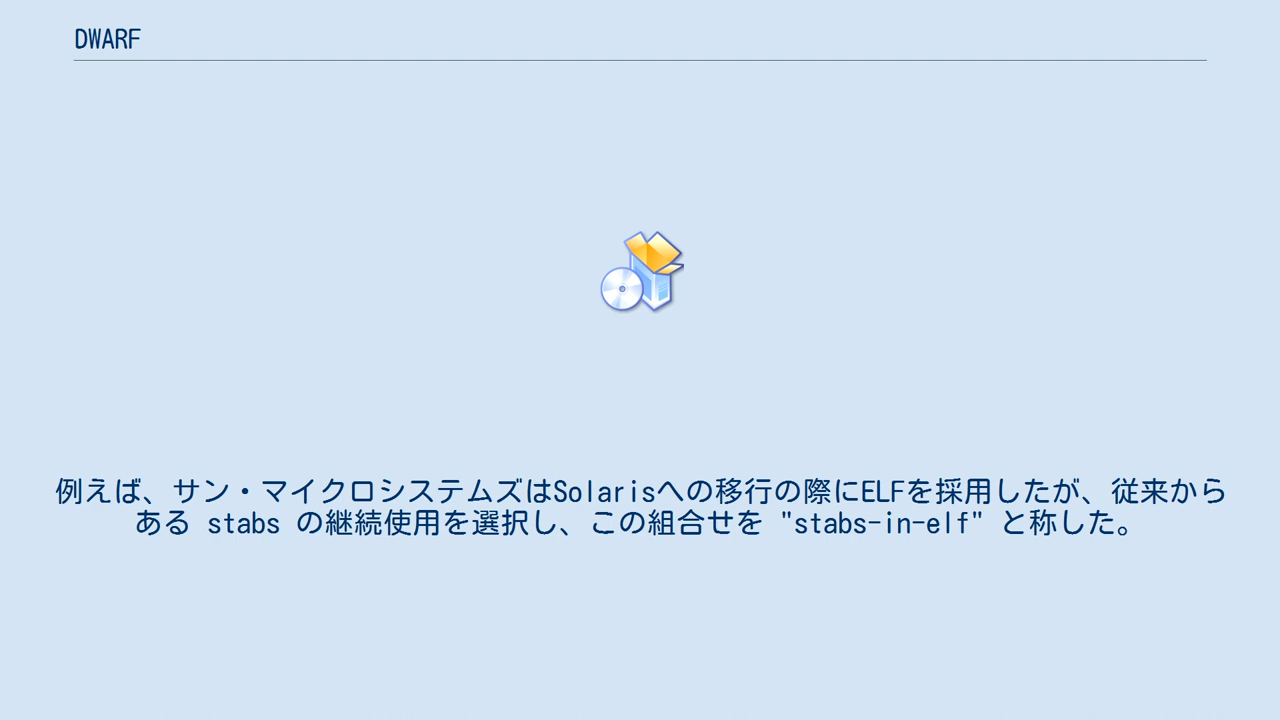 DWARF
例えば、サン・マイクロシステムズはSolarisへの移行の際にELFを採用したが、従来から
ある stabs の継続使用を選択し、この組合せを "stabs-in-elf" と称した。